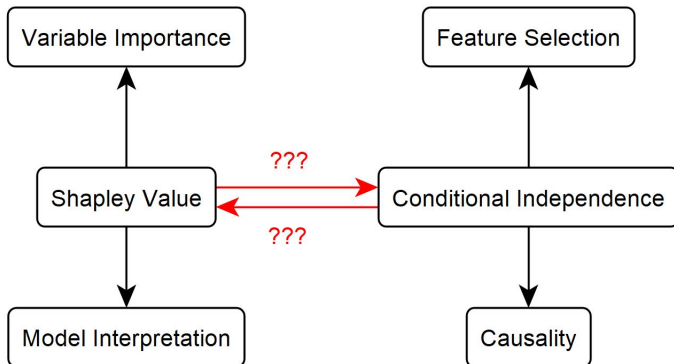 Variable Importance
Feature Selection
???
Shapley Value
Conditional Independence
???
Model Interpretation
Causality